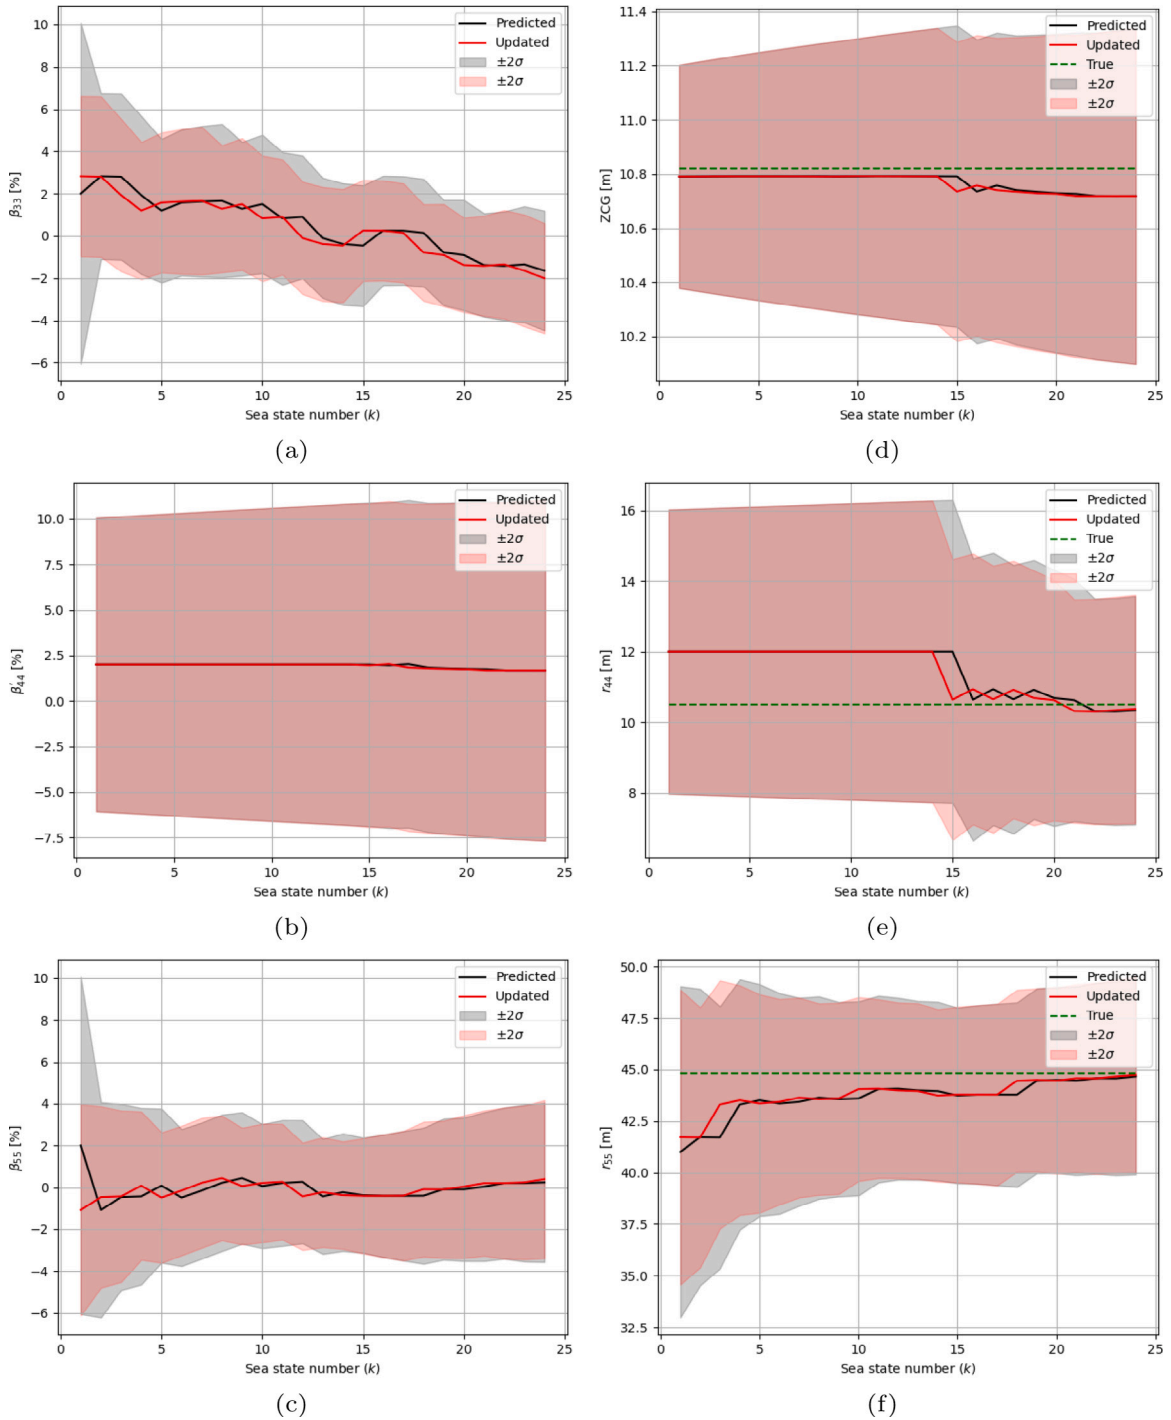 10
8
6
4
2
0
−2
−4
−6
β₃₃ [%]
Predicted
Updated
±2σ
±2σ
0 5 10 15 20 25
Sea state number (k)
(a)
11.4
11.2
11.0
10.8
10.6
10.4
10.2
ZCG [m]
Predicted
Updated
True
±2σ
±2σ
0 5 10 15 20 25
Sea state number (k)
(d)
10.0
7.5
5.0
2.5
0.0
−2.5
−5.0
−7.5
β′₄₄ [%]
Predicted
Updated
±2σ
±2σ
0 5 10 15 20 25
Sea state number (k)
(b)
16
14
12
10
8
r₄₄ [m]
Predicted
Updated
True
±2σ
±2σ
0 5 10 15 20 25
Sea state number (k)
(e)
10
8
6
4
2
0
−2
−4
−6
β₅₅ [%]
Predicted
Updated
±2σ
±2σ
0 5 10 15 20 25
Sea state number (k)
(c)
50.0
47.5
45.0
42.5
40.0
37.5
35.0
32.5
r₅₅ [m]
Predicted
Updated
True
±2σ
±2σ
0 5 10 15 20 25
Sea state number (k)
(f)